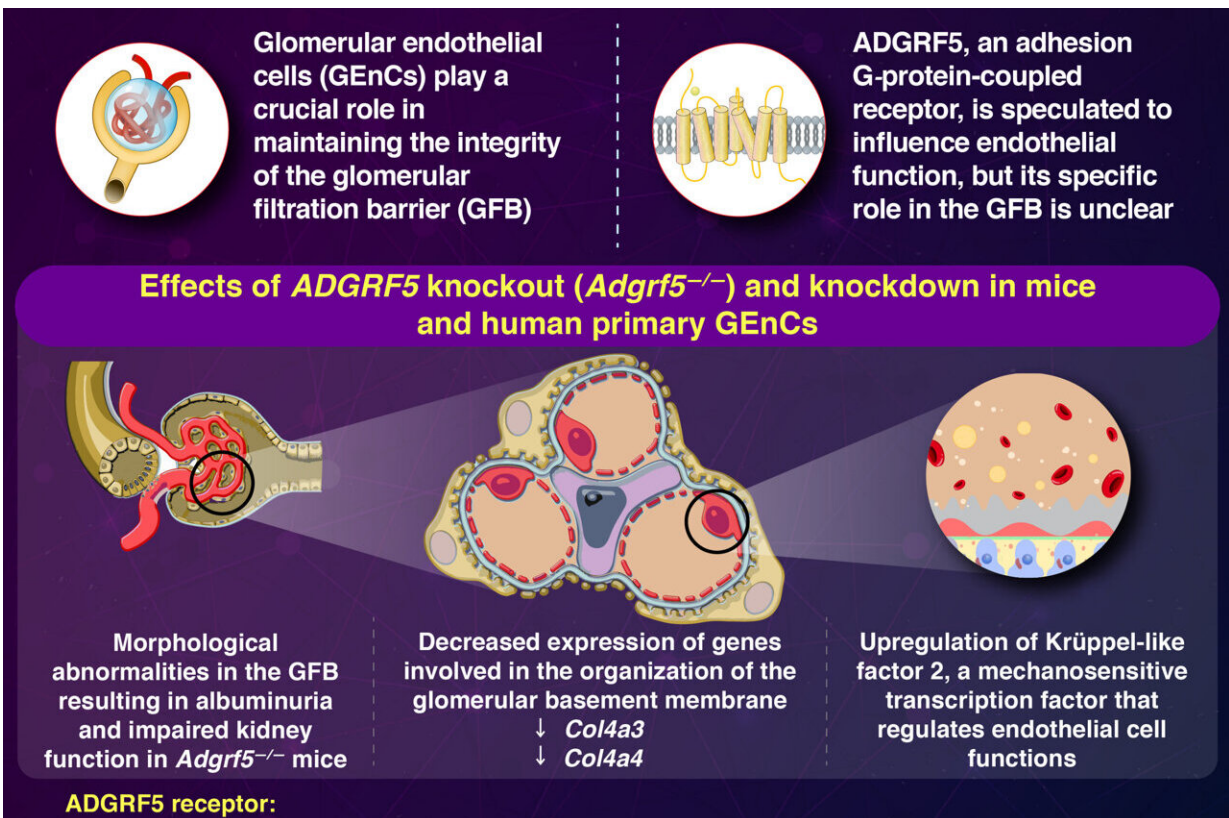 Glomerular endothelial
cells (GEnCs) play a
crucial role in
maintaining the integrity
of the glomerular
filtration barrier (GFB)
ADGRF5, an adhesion
G-protein-coupled
receptor, is speculated to
influence endothelial
function, but its specific
role in the GFB is unclear
Effects of ADGRF5 knockout (Adgrf5⁻/⁻) and knockdown in mice
and human primary GEnCs
Morphological
abnormalities in the GFB
resulting in albuminuria
and impaired kidney
function in Adgrf5⁻/⁻ mice
Decreased expression of genes
involved in the organization of the
glomerular basement membrane
↓ Col4a3
↓ Col4a4
Upregulation of Krüppel-like
factor 2, a mechanosensitive
transcription factor that
regulates endothelial cell
functions
ADGRF5 receptor: